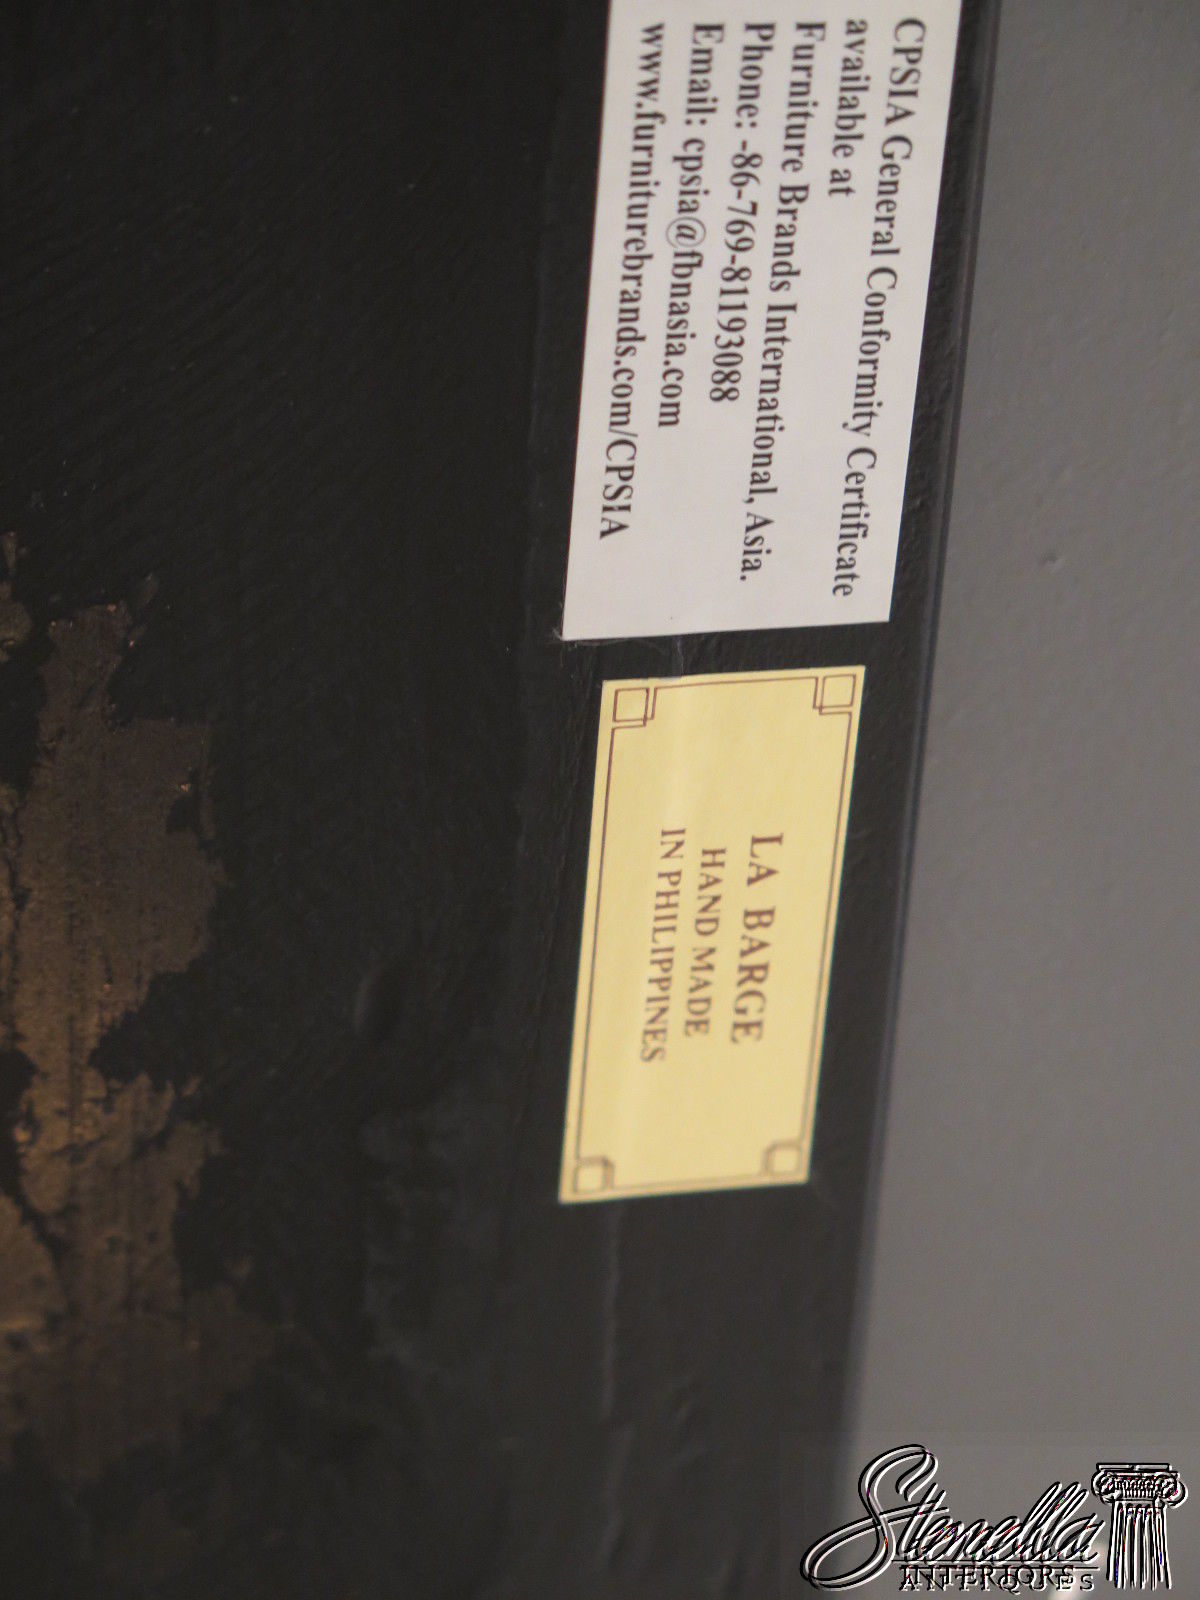 CPSIA General Conformity Certificate
available at
Furniture Brands International, Asia.
Phone: -86-769-81193088
Email: cpsia@fbnasia.com
www.furniturebrands.com/CPSIA
LA BARGE
HAND MADE
IN PHILIPPINES
Stenella
INTERIORS
ANTIQUES